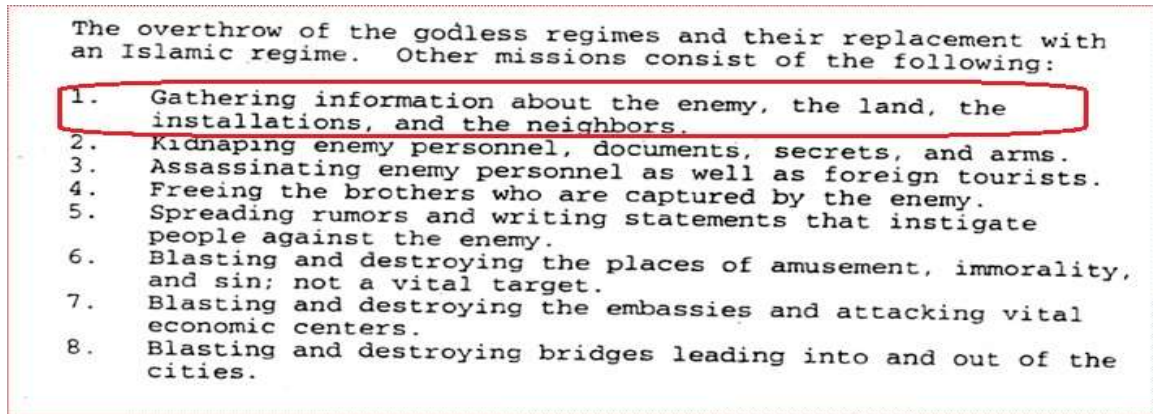 The overthrow of the godless regimes and their replacement with
an Islamic regime. Other missions consist of the following:
1. Gathering information about the enemy, the land, the
installations, and the neighbors.
2. Kidnaping enemy personnel, documents, secrets, and arms.
3. Assassinating enemy personnel as well as foreign tourists.
4. Freeing the brothers who are captured by the enemy.
5. Spreading rumors and writing statements that instigate
people against the enemy.
6. Blasting and destroying the places of amusement, immorality,
and sin; not a vital target.
7. Blasting and destroying the embassies and attacking vital
economic centers.
8. Blasting and destroying bridges leading into and out of the
cities.